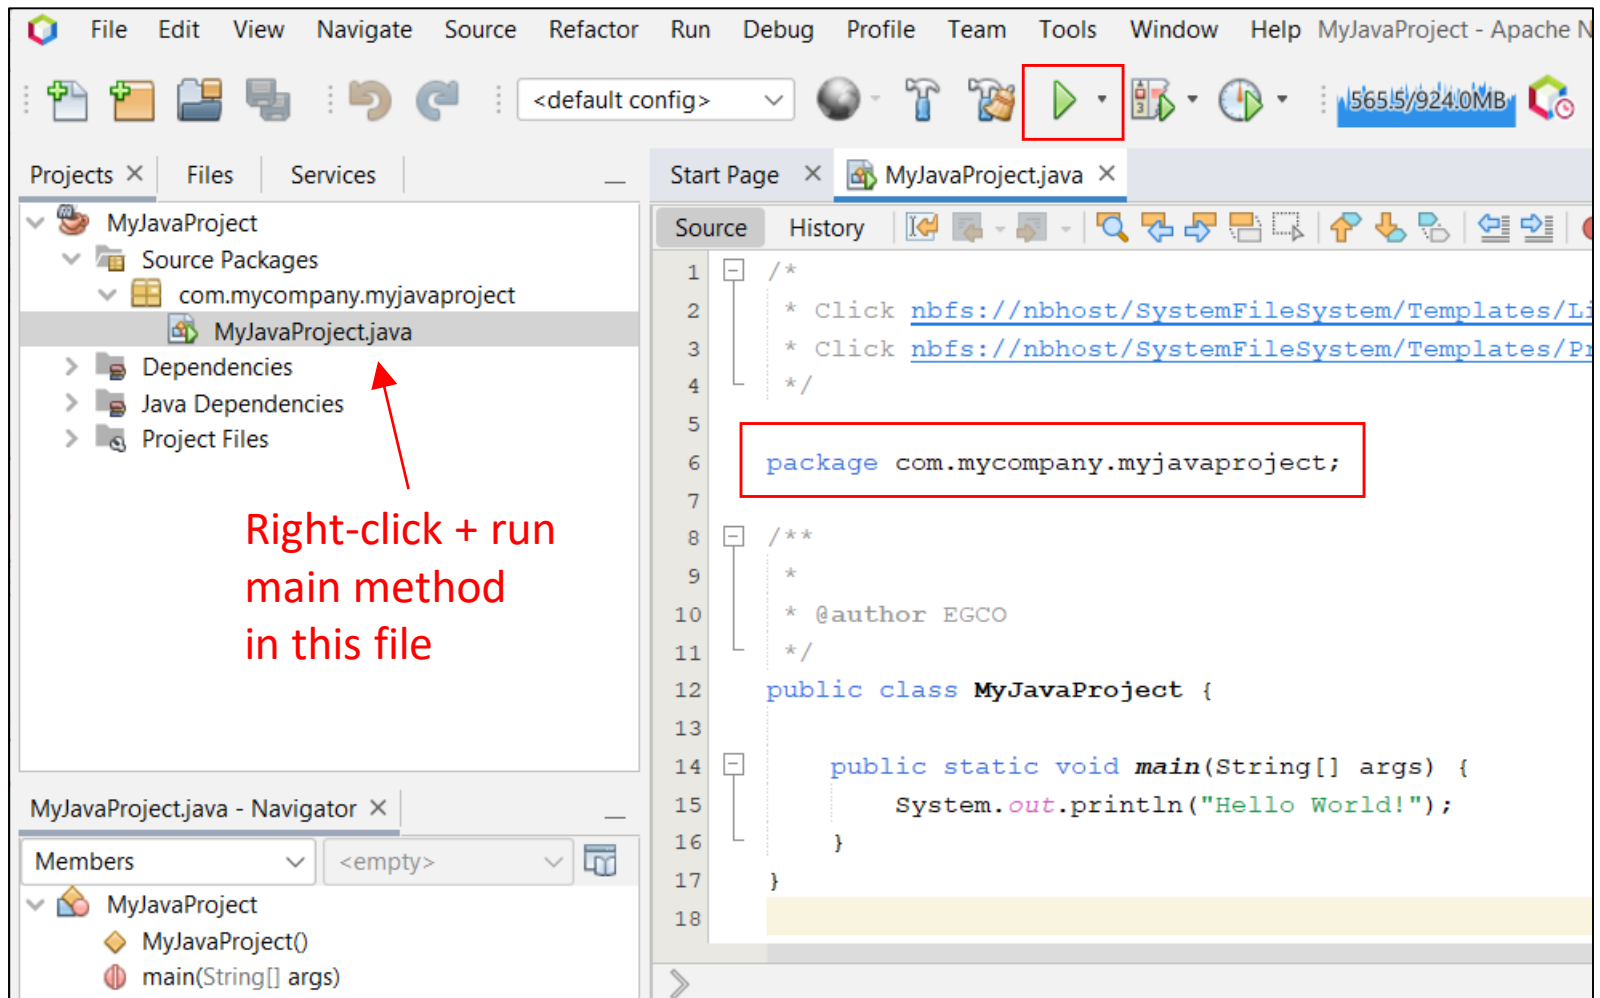 File Edit View Navigate Source Refactor Run Debug Profile Team Tools Window Help MyJavaProject - Apache N
<default config> 565.5/924.0MB
Projects Files Services
MyJavaProject
Source Packages
com.mycompany.myjavaproject
MyJavaProject.java
Dependencies
Java Dependencies
Project Files
Right-click + run
main method
in this file
MyJavaProject.java - Navigator
Members <empty>
MyJavaProject
MyJavaProject()
main(String[] args)
Start Page MyJavaProject.java
Source History
1 /*
2 * Click nbfs://nbhost/SystemFileSystem/Templates/Li
3 * Click nbfs://nbhost/SystemFileSystem/Templates/Pr
4 */
5
6 package com.mycompany.myjavaproject;
7
8 /**
9 *
10 * @author EGCO
11 */
12 public class MyJavaProject {
13
14 public static void main(String[] args) {
15 System.out.println("Hello World!");
16 }
17 }
18